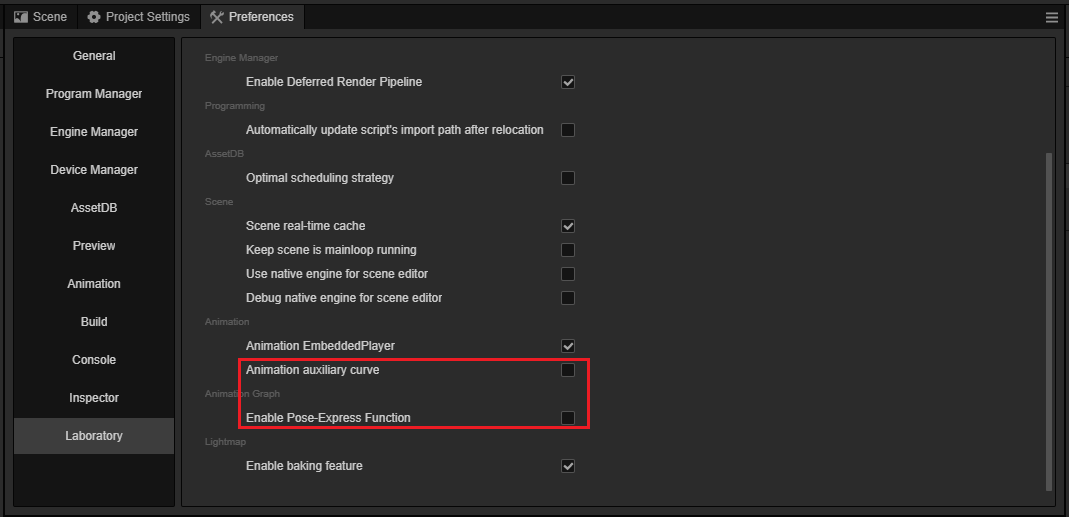 Scene Project Settings Preferences
General
Program Manager
Engine Manager
Device Manager
AssetDB
Preview
Animation
Build
Console
Inspector
Laboratory
Engine Manager
Enable Deferred Render Pipeline
Programming
Automatically update script's import path after relocation
AssetDB
Optimal scheduling strategy
Scene
Scene real-time cache
Keep scene is mainloop running
Use native engine for scene editor
Debug native engine for scene editor
Animation
Animation EmbeddedPlayer
Animation auxiliary curve
Animation Graph
Enable Pose-Express Function
Lightmap
Enable baking feature